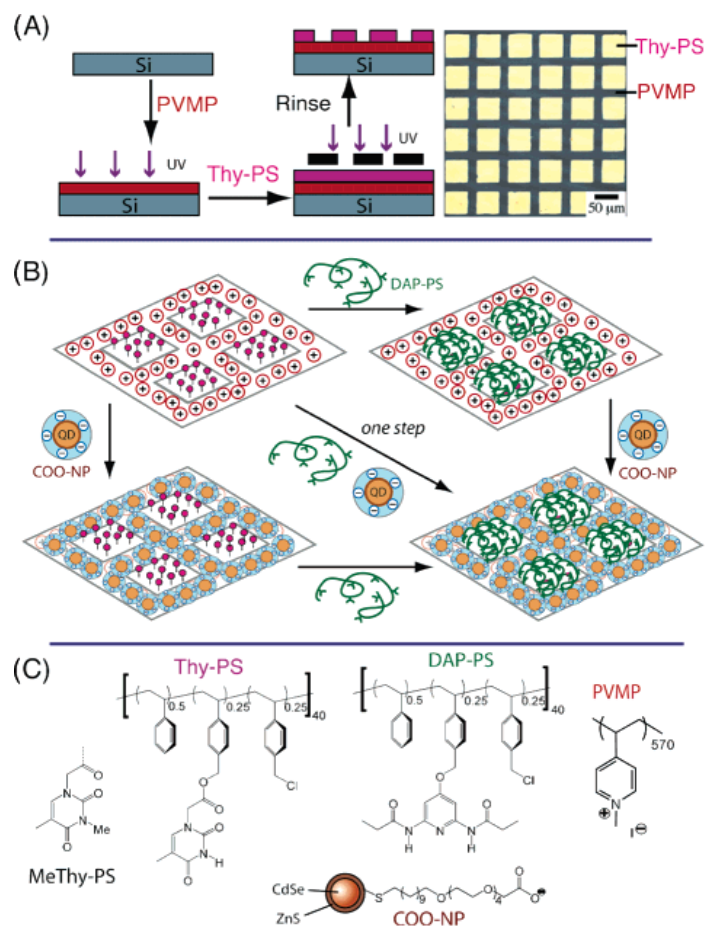 (A)
Si
PVMP
UV
Si
Thy-PS
Rinse
UV
Si
Si
Thy-PS
PVMP
50 μm
(B)
DAP-PS
QD
COO-NP
one step
QD
QD
COO-NP
(C)
Thy-PS
0.5
0.25
0.25
40
O
O
Cl
N
O
N
O
H
DAP-PS
0.5
0.25
0.25
40
O
Cl
O
N
H
N
N
H
O
PVMP
570
N
⊕
I⊖
O
N
O
N
Me
O
MeThy-PS
CdSe
ZnS
S
9
O
O
4
O
O⊖
COO-NP